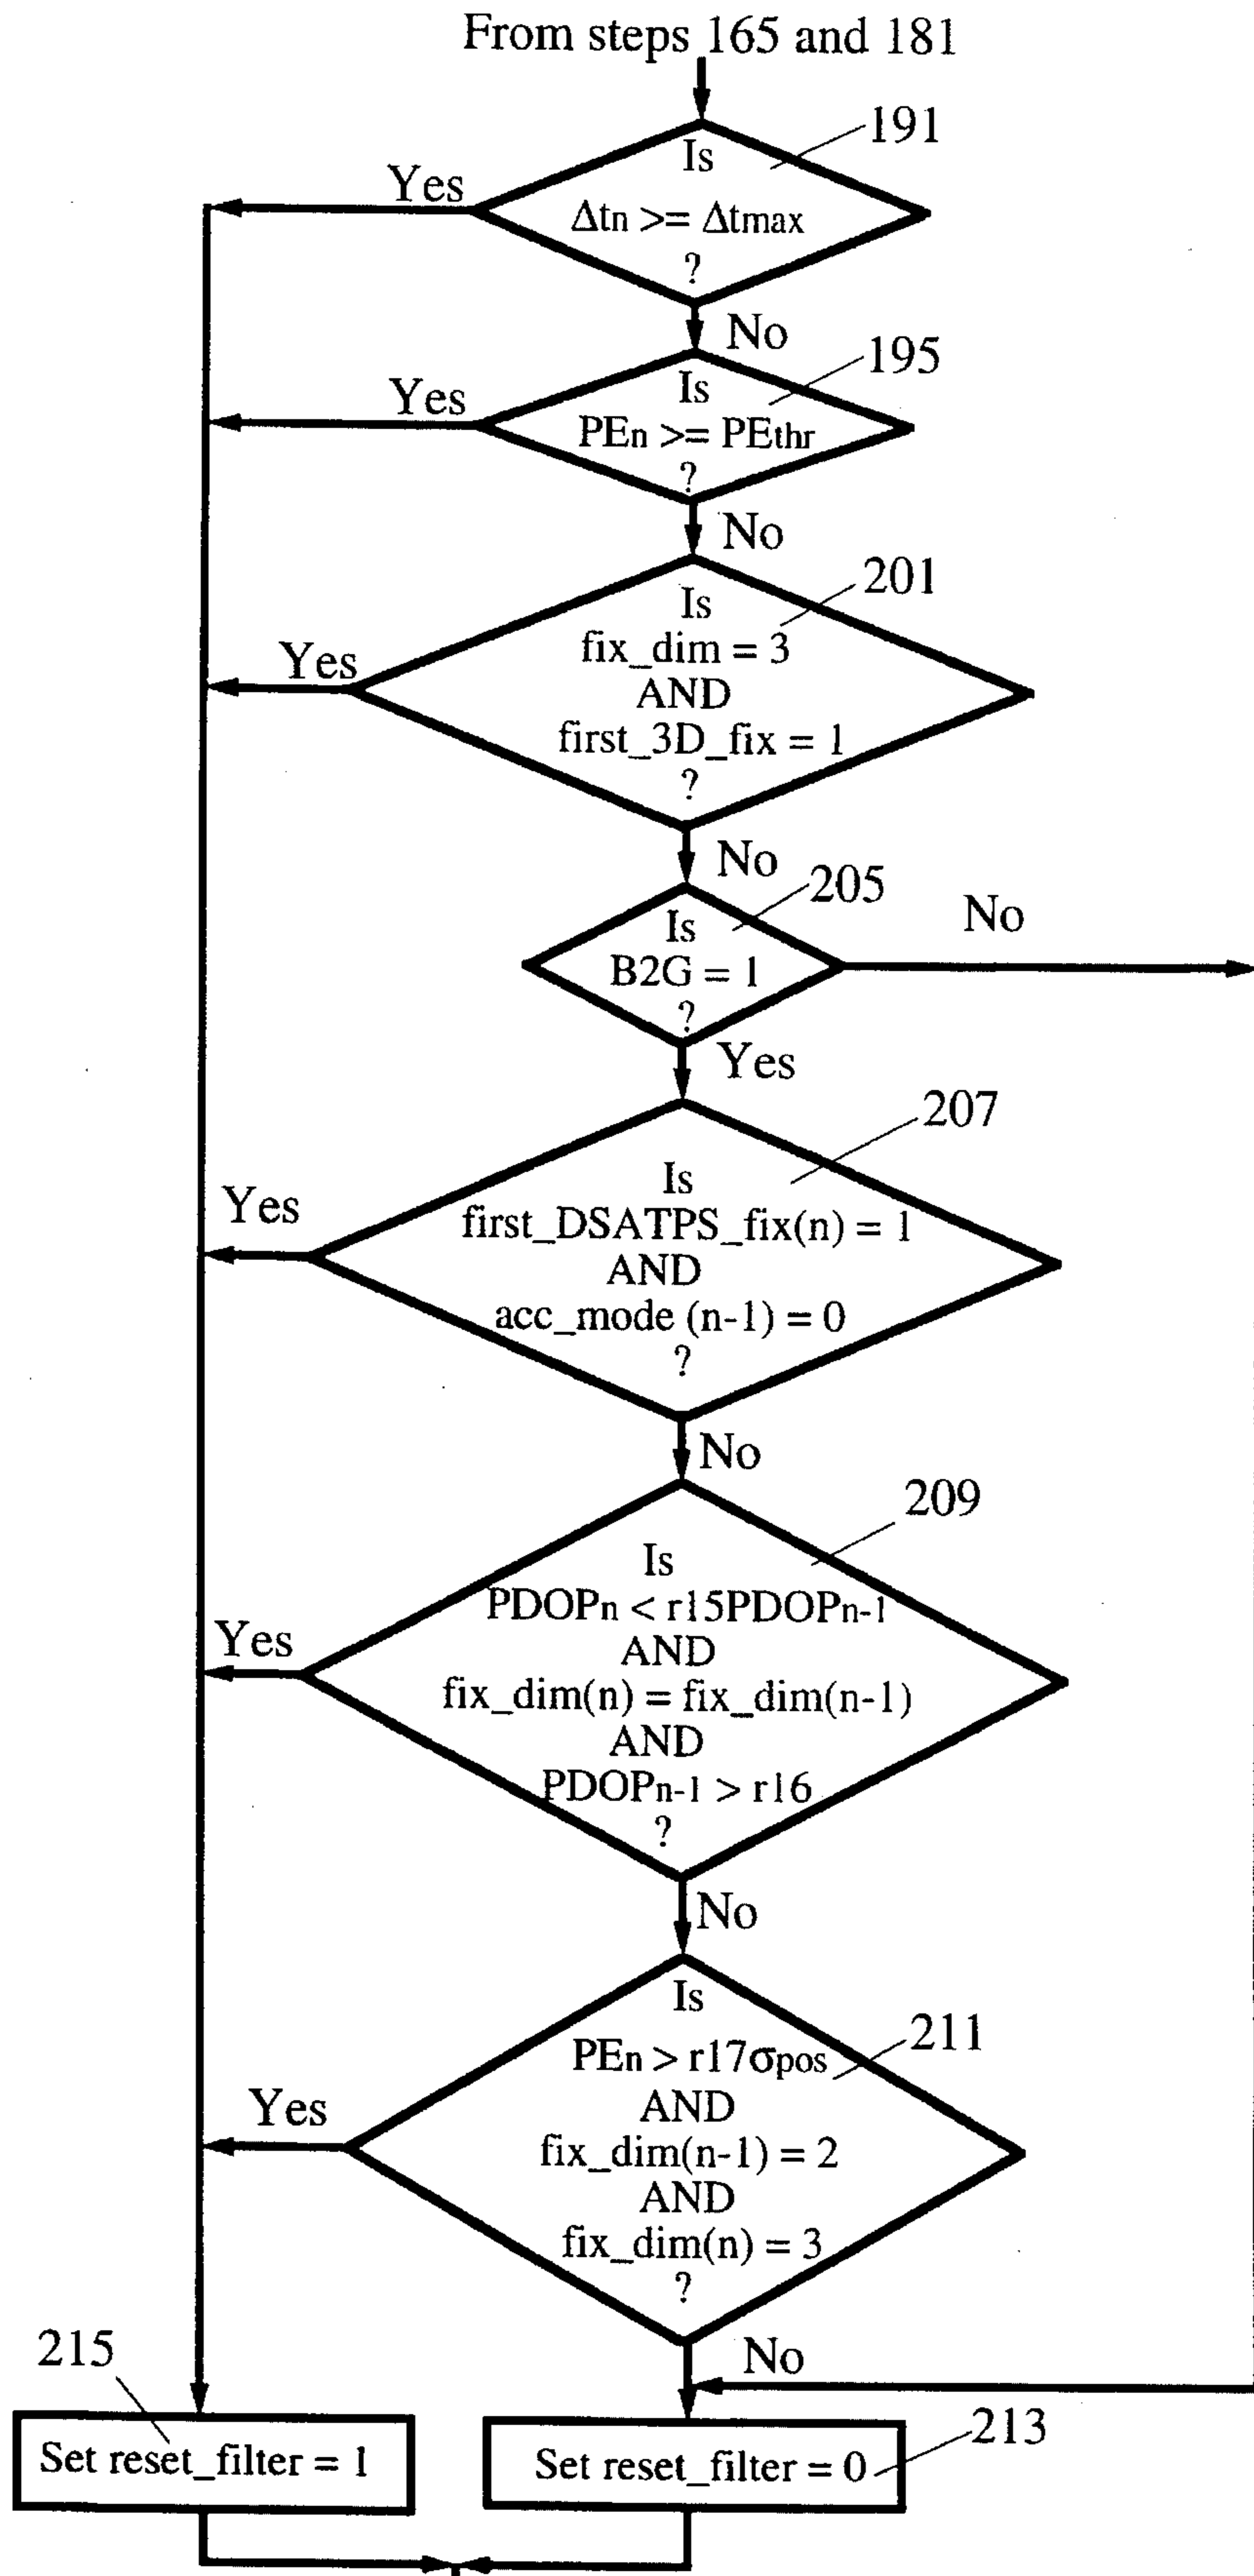 From steps 165 and 181
191
Is
Yes
Δtn >= Δtmax
?
No
195
Is
Yes
PEn >= PEthr
?
No
201
Is
fix_dim = 3
Yes
AND
first_3D_fix = 1
?
No
205
No
Is
B2G = 1
?
Yes
207
Is
Yes
first_DSATPS_fix(n) = 1
AND
acc_mode (n-1) = 0
?
No
209
Is
PDOPn < r15PDOPn-1
Yes
AND
fix_dim(n) = fix_dim(n-1)
AND
PDOPn-1 > r16
?
No
Is
211
PEn > r17σpos
Yes
AND
fix_dim(n-1) = 2
AND
fix_dim(n) = 3
?
215
No
213
Set reset_filter = 1
Set reset_filter = 0